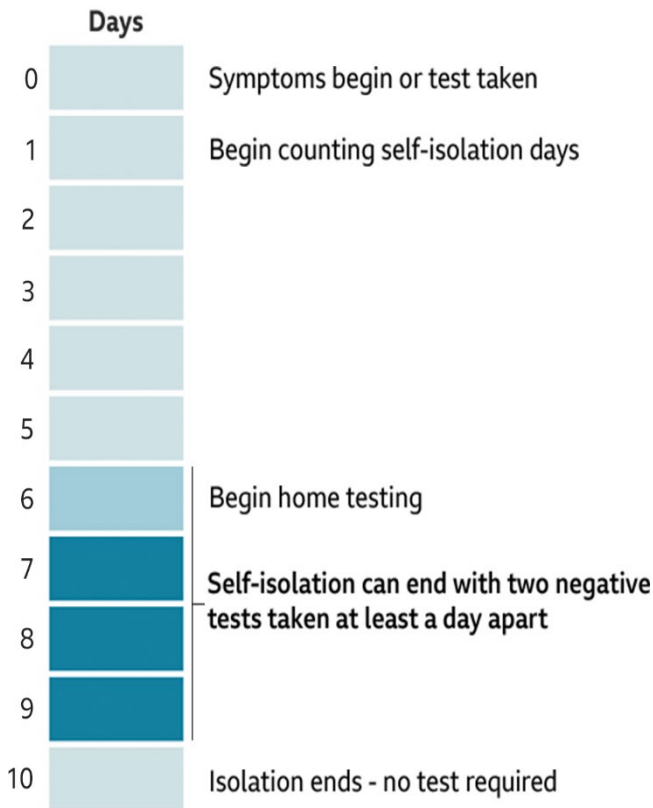 Days
0 Symptoms begin or test taken
1 Begin counting self-isolation days
2
3
4
5
6 Begin home testing
7
Self-isolation can end with two negative
tests taken at least a day apart
8
9
10 Isolation ends - no test required